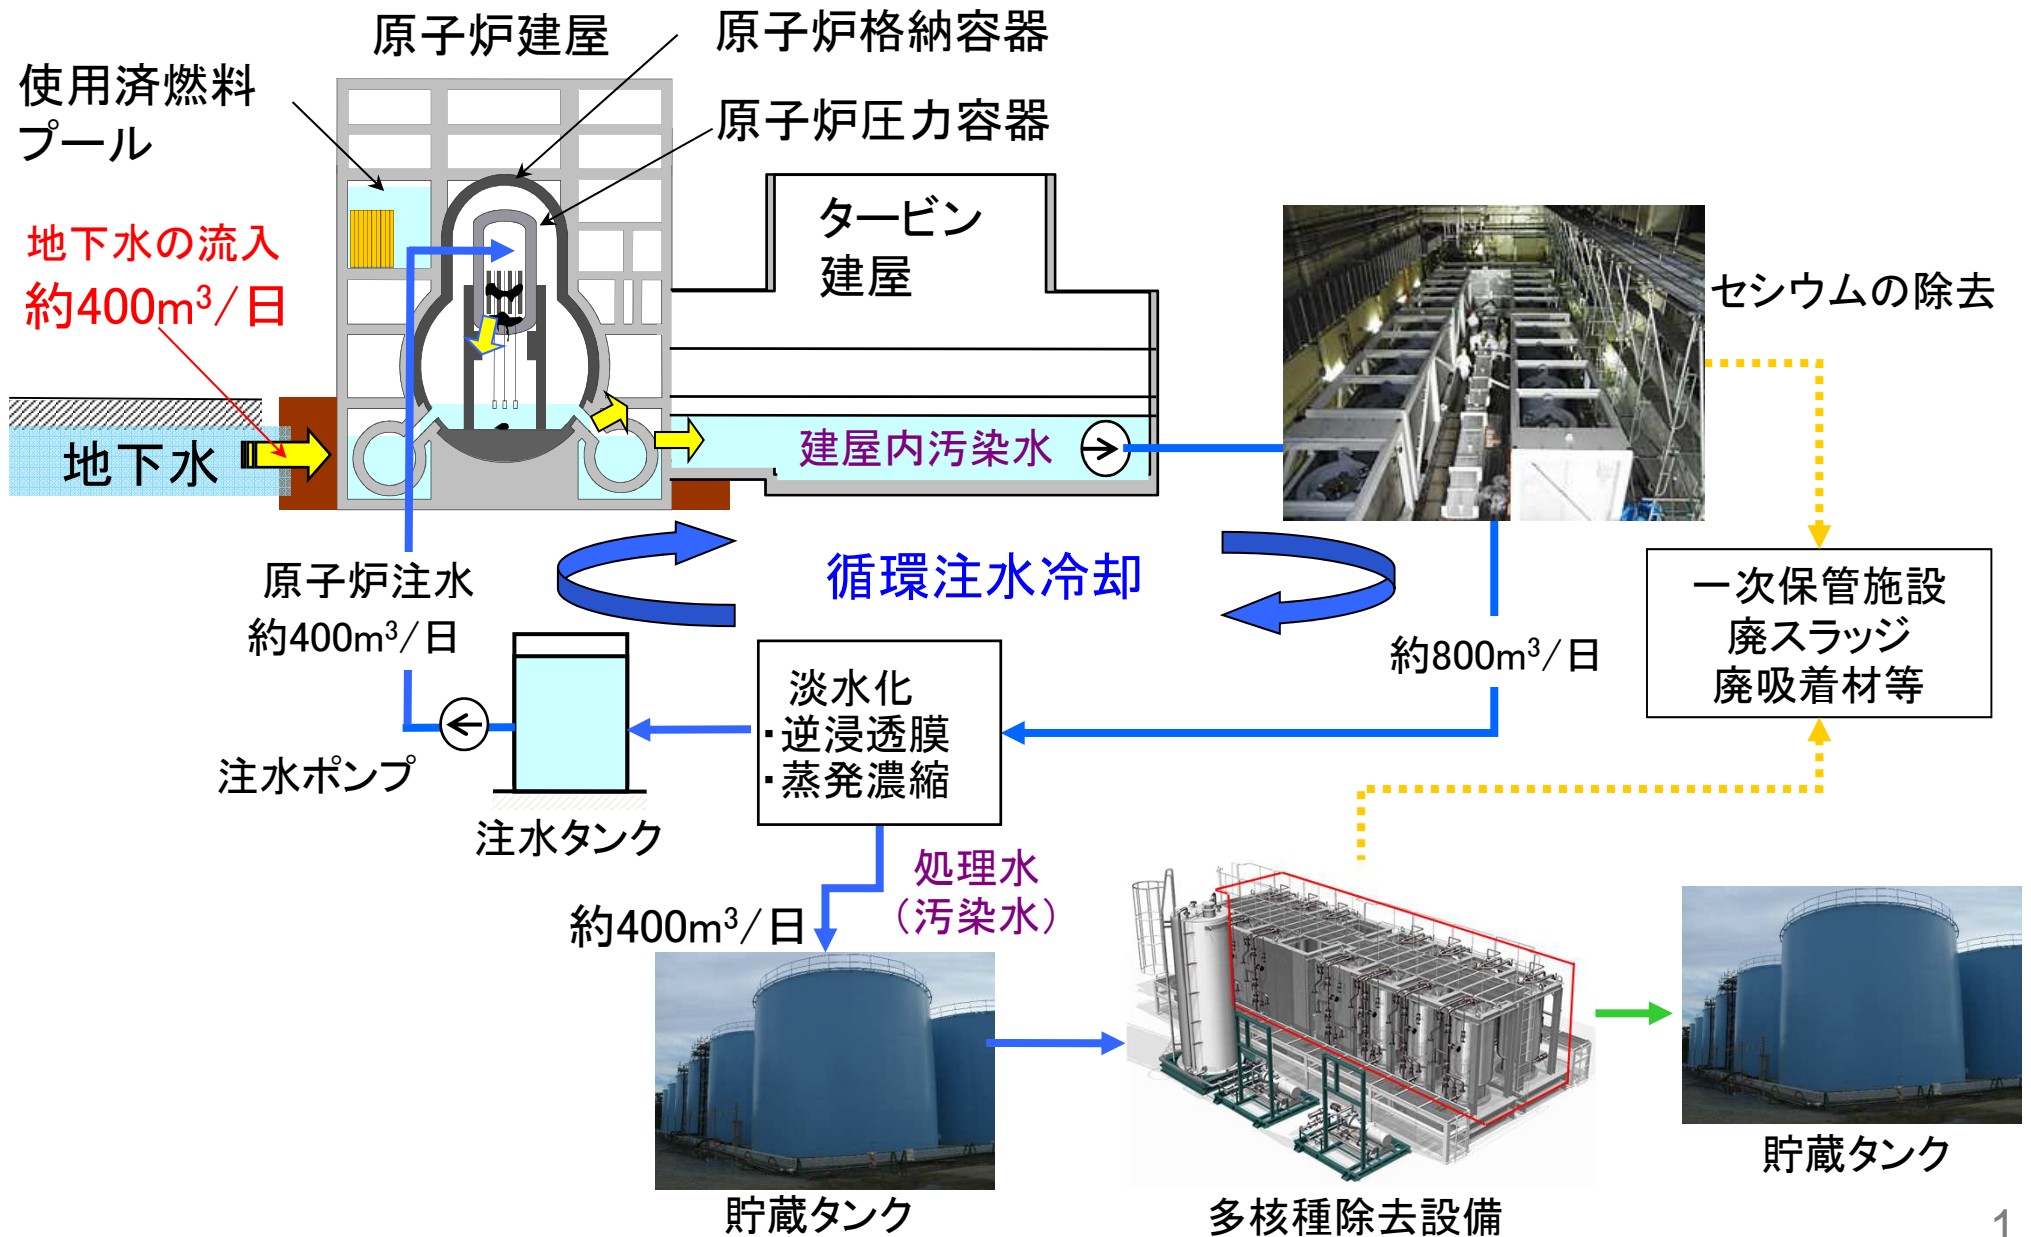 原子炉建屋
原子炉格納容器
使用済燃料
プール
原子炉圧力容器
地下水の流入
約400m³/日
タービン
建屋
セシウムの除去
地下水
建屋内汚染水
循環注水冷却
原子炉注水
約400m³/日
約800m³/日
一次保管施設
廃スラッジ
廃吸着材等
淡水化
・逆浸透膜
・蒸発濃縮
注水ポンプ
注水タンク
処理水
（汚染水）
約400m³/日
貯蔵タンク
多核種除去設備
貯蔵タンク
1